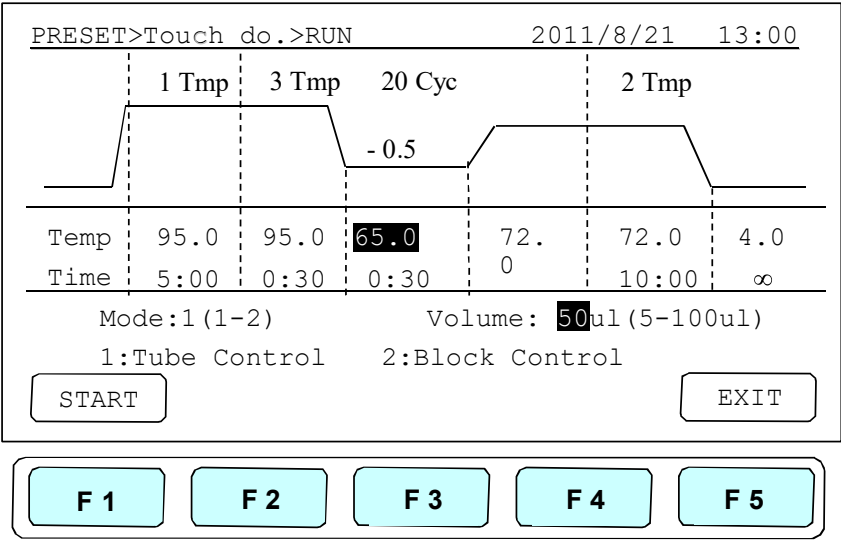 PRESET>Touch do.>RUN 2011/8/21 13:00
1 Tmp 3 Tmp 20 Cyc 2 Tmp
- 0.5
Temp 95.0 95.0 65.0 72.0 72.0 4.0
Time 5:00 0:30 0:30 10:00 ∞
Mode:1(1-2) Volume: 50ul(5-100ul)
1:Tube Control 2:Block Control
START EXIT
F 1 F 2 F 3 F 4 F 5